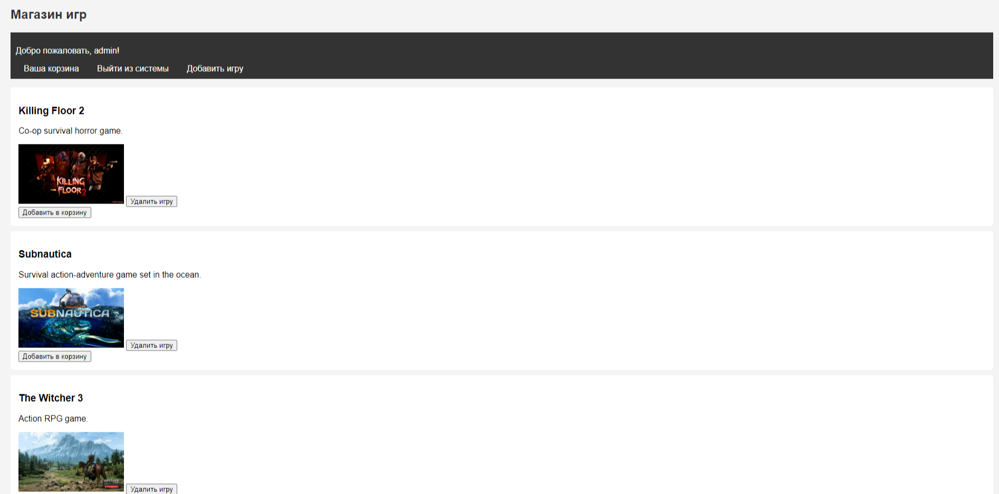 Магазин игр
Добро пожаловать, admin!
Ваша корзина Выйти из системы Добавить игру
Killing Floor 2
Co-op survival horror game.
KILLING
FLOOR 2
Удалить игру
Добавить в корзину
Subnautica
Survival action-adventure game set in the ocean.
SUBNAUTICA
Удалить игру
Добавить в корзину
The Witcher 3
Action RPG game.
WITCHER
Удалить игру